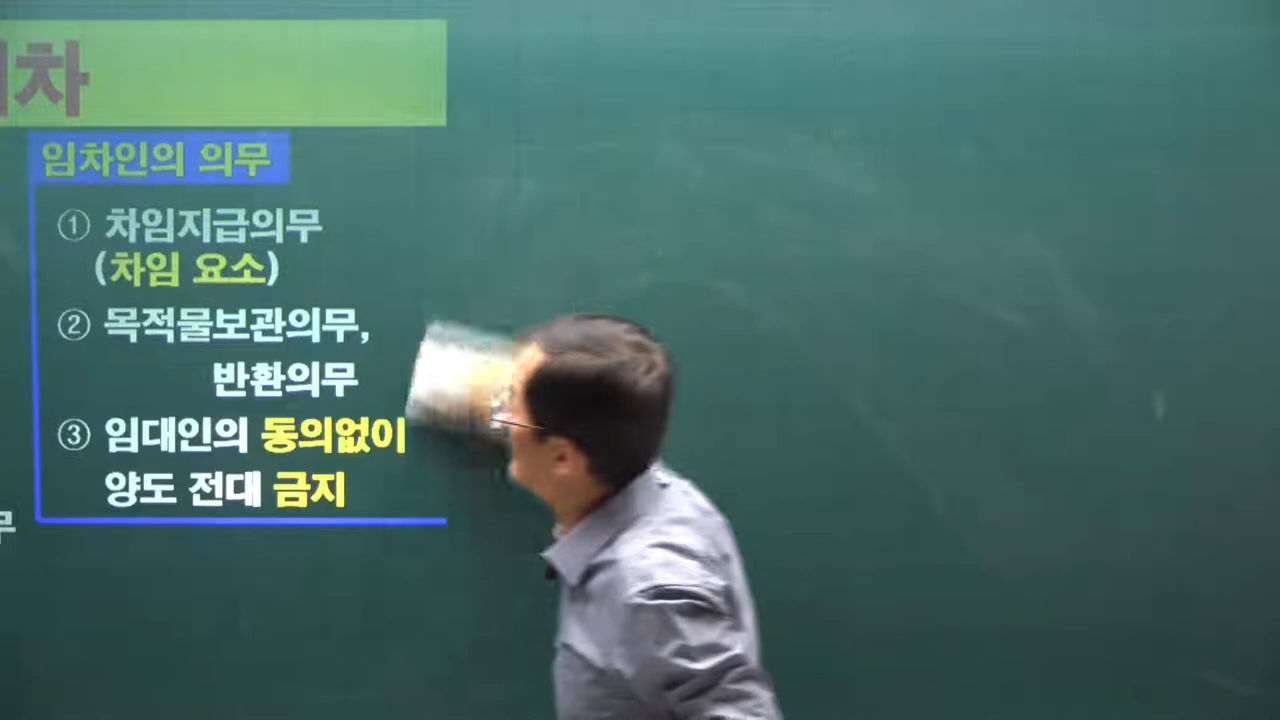 차
임차인의 의무
① 차임지급의무
(차임 요소)
② 목적물보관의무,
반환의무
③ 임대인의 동의없이
양도 전대 금지
무